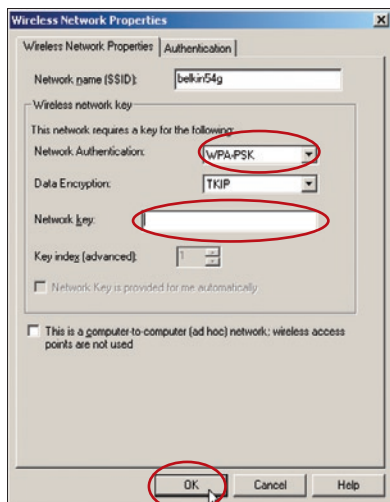 Wireless Network Properties
Wireless Network Properties
Authentication
Network name (SSID):
belkin54g
Wireless network key
This network requires a key for the following:
Network Authentication:
WPA-PSK
Data Encryption:
TKIP
Network key:
Key index (advanced):
1
Network Key is provided for me automatically
This is a computer-to-computer (ad hoc) network; wireless access
points are not used
OK
Cancel
Help